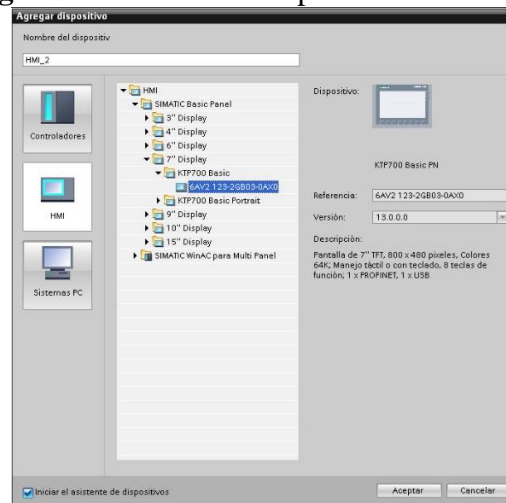 Agregar dispositivo
Nombre del dispositiv
HMI_2
Controladores
HMI
Sistemas PC
HMI
SIMATIC Basic Panel
3" Display
4" Display
6" Display
7" Display
KTP700 Basic
6AV2 123-2GB03-0AX0
KTP700 Basic Portrait
9" Display
10" Display
15" Display
SIMATIC WinAC para Multi Panel
Dispositivo:
KTP700 Basic PN
Referencia: 6AV2 123-2GB03-0AX0
Versión: 13.0.0.0
Descripción:
Pantalla de 7" TFT, 800 x 480 píxeles, Colores
64K; Manejo táctil o con teclado, 8 teclas de
función; 1 x PROFINET, 1 x USB
Iniciar el asistente de dispositivos
Aceptar Cancelar